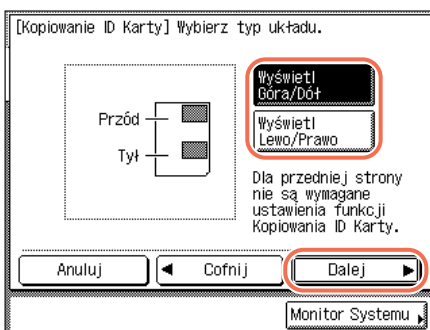 [Kopiowanie ID Karty] Wybierz typ układu.
Przód
Tył
Wyświetl
Góra/Dół
Wyświetl
Lewo/Prawo
Dla przedniej strony
nie są wymagane
ustawienia funkcji
Kopiowania ID Karty.
Anuluj
◀ Cofnij
Dalej ▶
Monitor Systemu